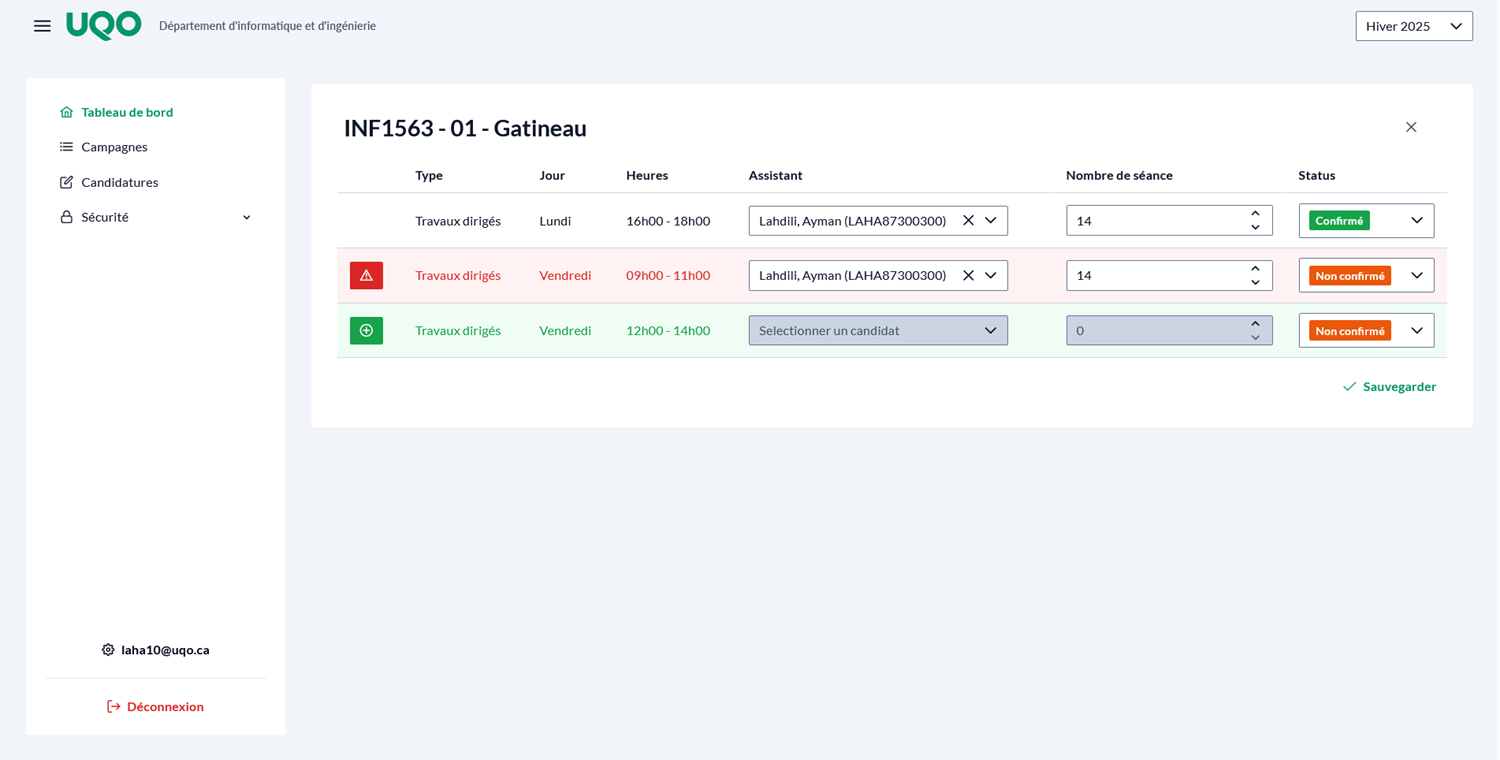 UQO Département d'informatique et d'ingénierie Hiver 2025
Tableau de bord
Campagnes
Candidatures
Sécurité
laha10@uqo.ca
Déconnexion
INF1563 - 01 - Gatineau
Type Jour Heures Assistant Nombre de séance Status
Travaux dirigés Lundi 16h00 - 18h00 Lahdili, Ayman (LAHA87300300) 14 Confirmé
Travaux dirigés Vendredi 09h00 - 11h00 Lahdili, Ayman (LAHA87300300) 14 Non confirmé
Travaux dirigés Vendredi 12h00 - 14h00 Selectionner un candidat 0 Non confirmé
Sauvegarder